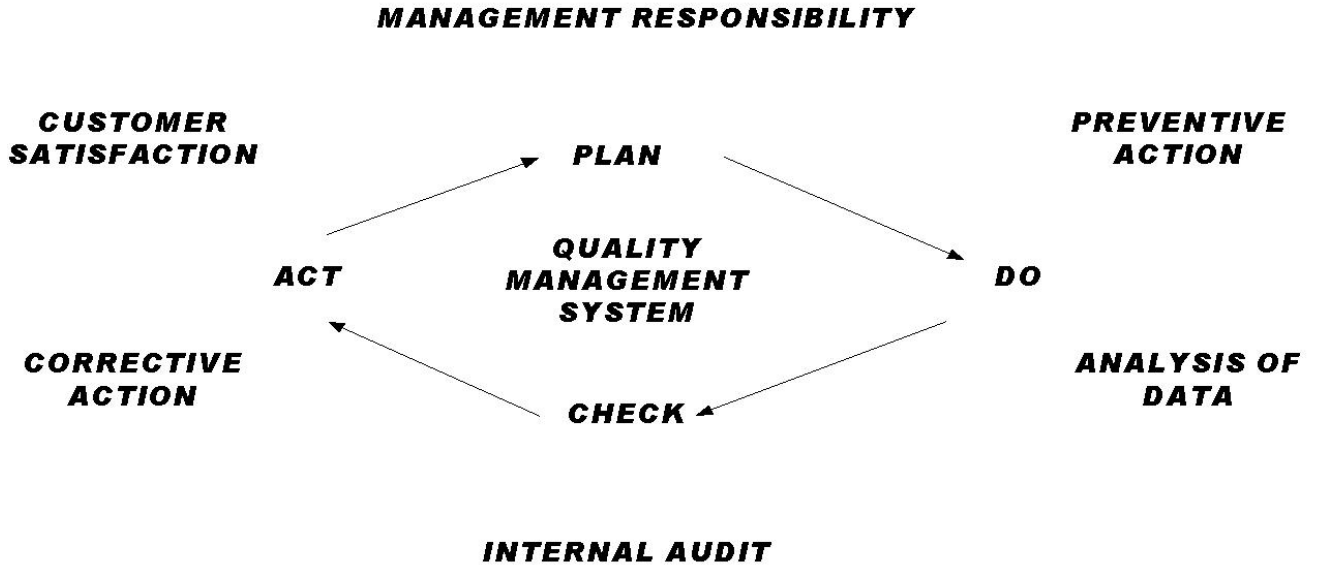 MANAGEMENT RESPONSIBILITY
CUSTOMER
SATISFACTION
PREVENTIVE
ACTION
PLAN
QUALITY
MANAGEMENT
SYSTEM
ACT
DO
CORRECTIVE
ACTION
ANALYSIS OF
DATA
CHECK
INTERNAL AUDIT